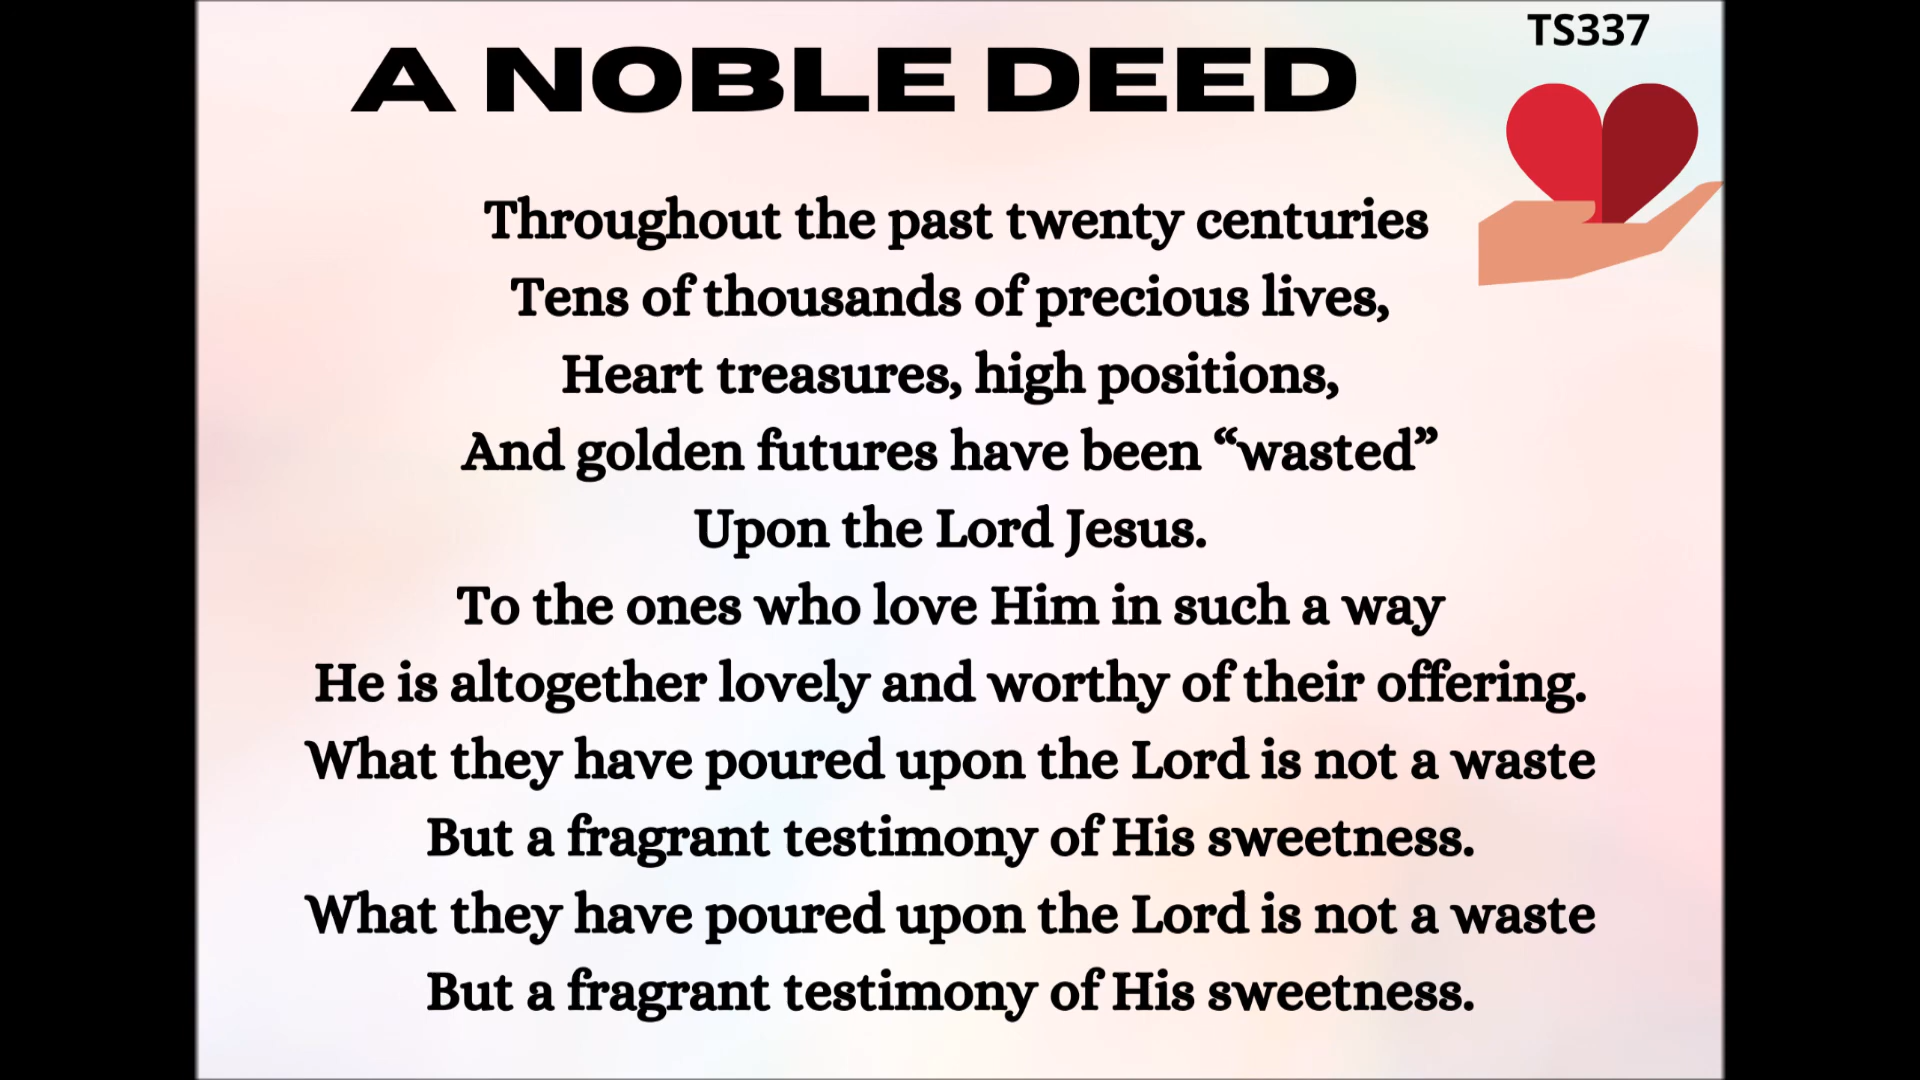 TS337
A NOBLE DEED
Throughout the past twenty centuries
Tens of thousands of precious lives,
Heart treasures, high positions,
And golden futures have been “wasted”
Upon the Lord Jesus.
To the ones who love Him in such a way
He is altogether lovely and worthy of their offering.
What they have poured upon the Lord is not a waste
But a fragrant testimony of His sweetness.
What they have poured upon the Lord is not a waste
But a fragrant testimony of His sweetness.